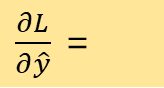 ∂L/∂ŷ =